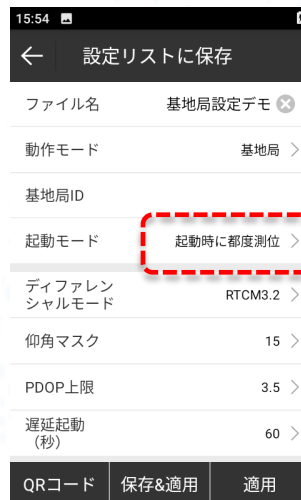 15:54
設定リストに保存
ファイル名 基地局設定デモ
動作モード 基地局
基地局ID
起動モード 起動時に都度測位
ディファレン
シャルモード RTCM3.2
仰角マスク 15
PDOP上限 3.5
遅延起動
（秒） 60
QRコード 保存&適用 適用